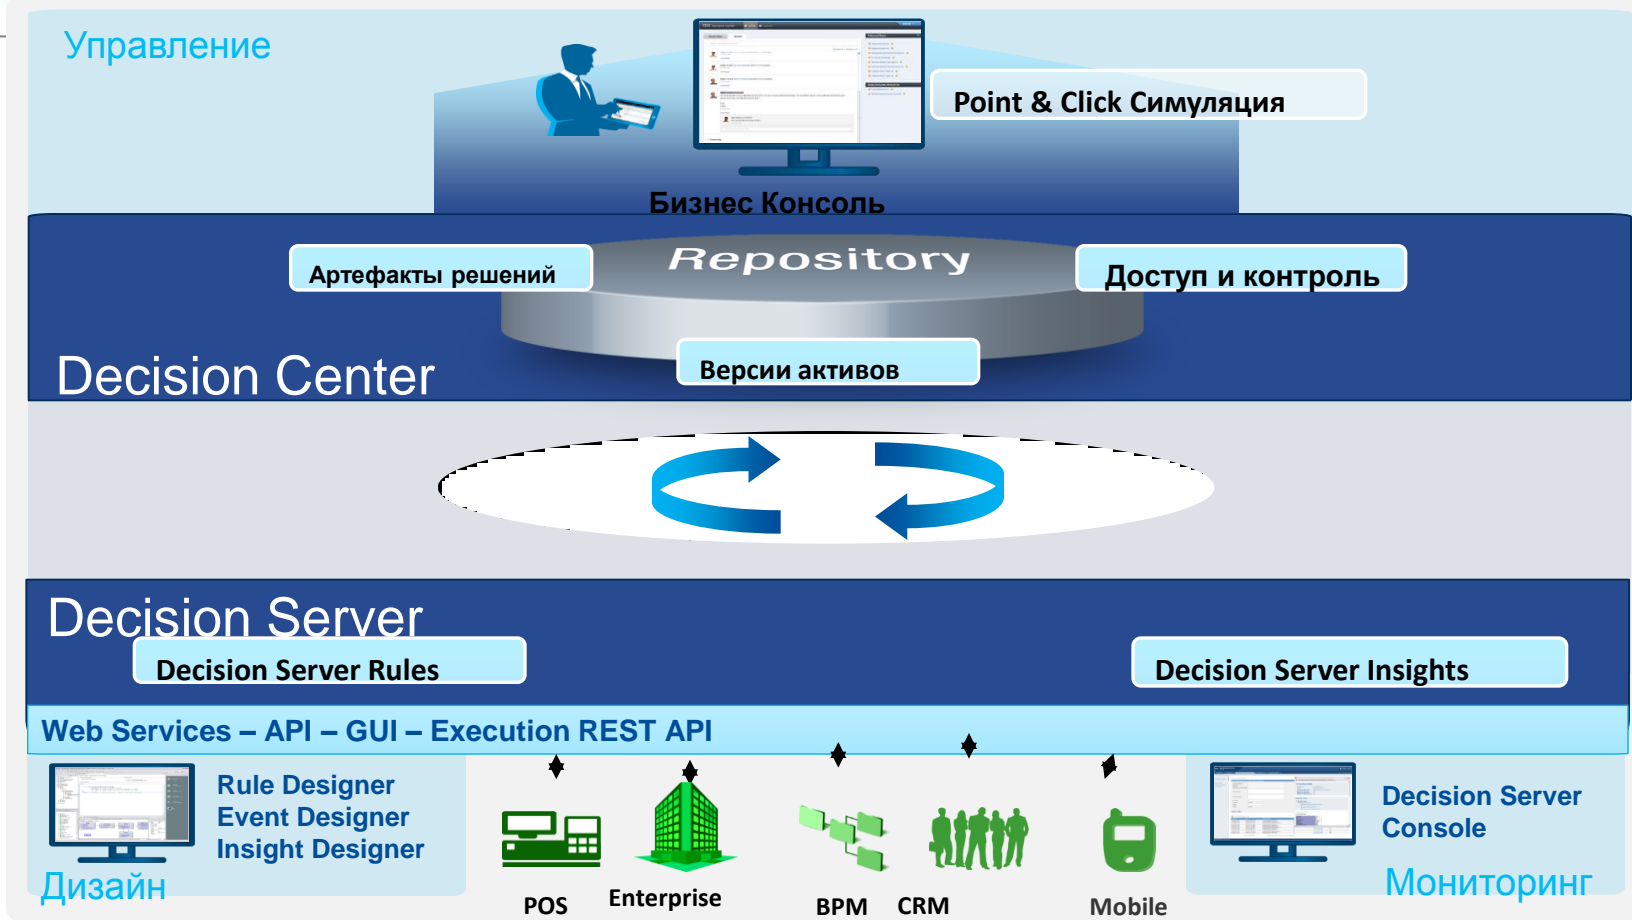 Управление
Point & Click Симуляция
Бизнес Консоль
Repository
Артефакты решений
Доступ и контроль
Версии активов
Decision Center
Decision Server
Decision Server Rules
Decision Server Insights
Web Services – API – GUI – Execution REST API
Rule Designer
Event Designer
Insight Designer
Дизайн
POS
Enterprise
BPM
CRM
Mobile
Decision Server
Console
Мониторинг